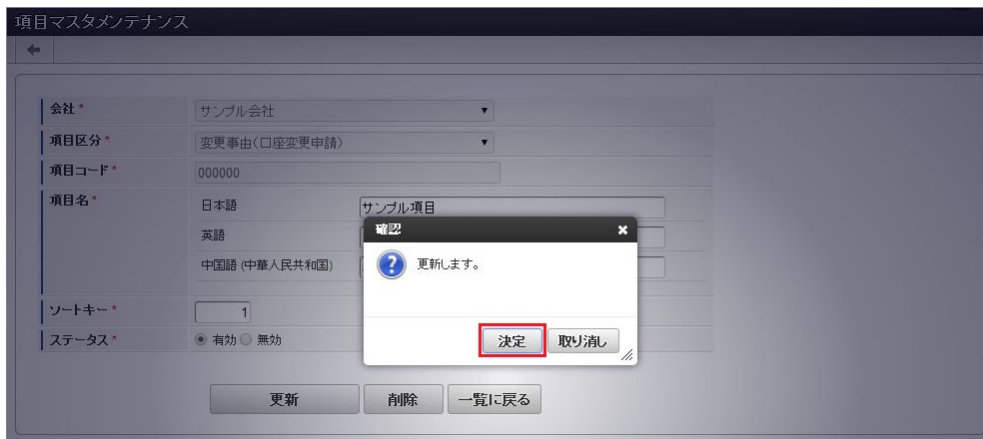 項目マスタメンテナンス
会社 * サンプル会社
項目区分 * 変更事由(口座変更申請)
項目コード * 000000
項目名 * 日本語 サンプル項目
英語
中国語 (中華人民共和国)
確認
更新します。
決定 取り消し
ソートキー * 1
ステータス * 有効 無効
更新 削除 一覧に戻る